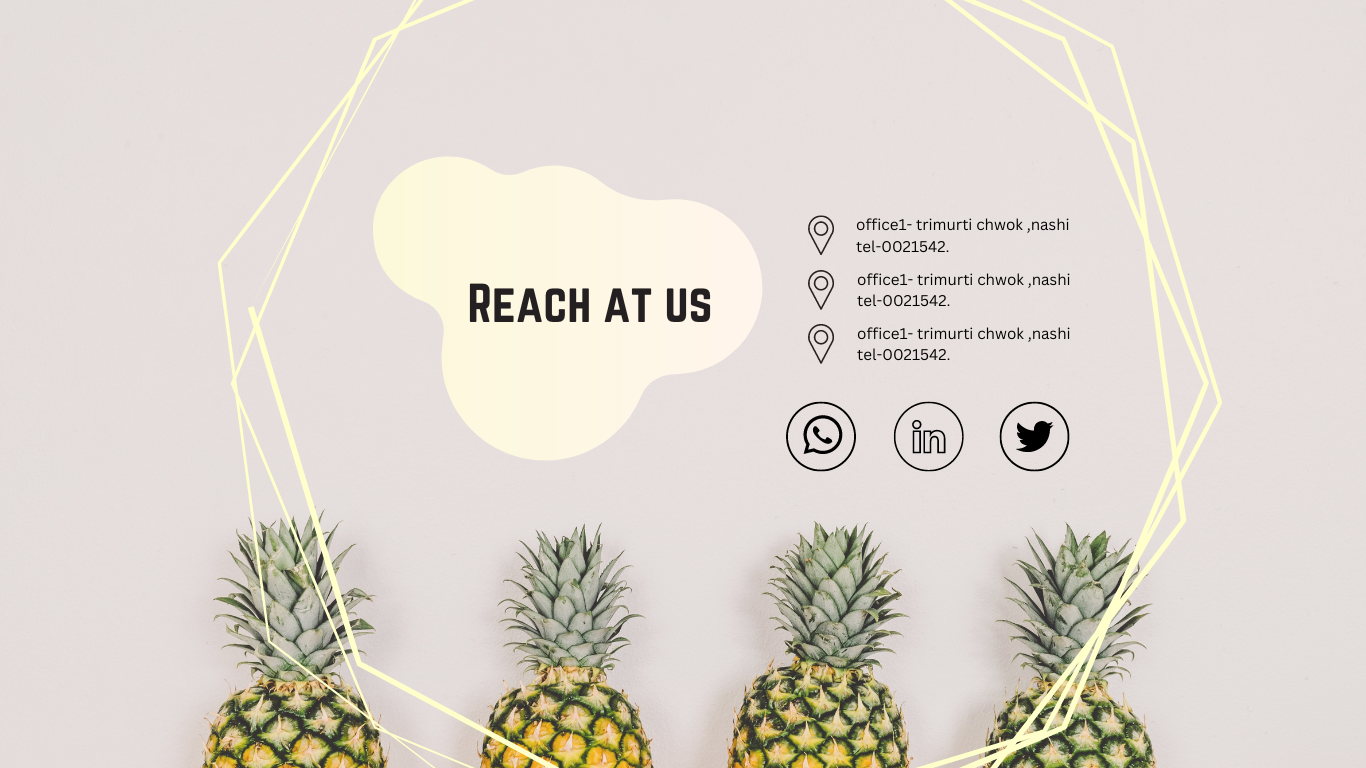 Reach at us
office1- trimurti chwok ,nashi
tel-0021542.
office1- trimurti chwok ,nashi
tel-0021542.
office1- trimurti chwok ,nashi
tel-0021542.
in